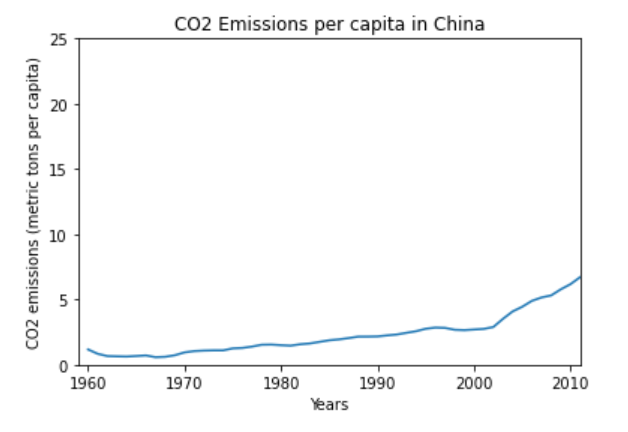 CO2 Emissions per capita in China
25
20
15
10
5
0
CO2 emissions (metric tons per capita)
1960 1970 1980 1990 2000 2010
Years